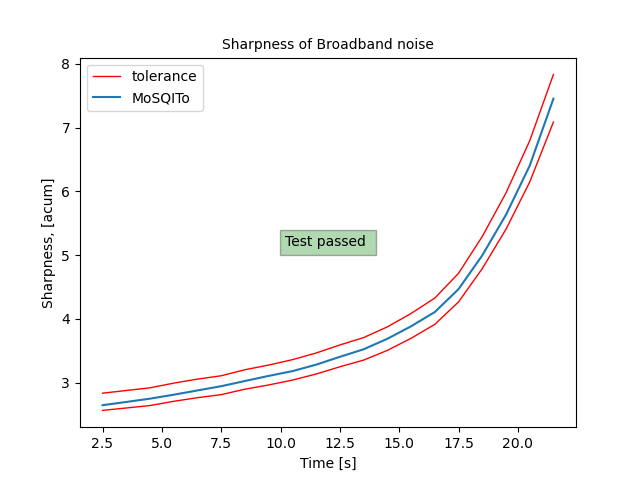 Sharpness of Broadband noise
tolerance
MoSQITo
Test passed
Sharpness, [acum]
8
7
6
5
4
3
2.5 5.0 7.5 10.0 12.5 15.0 17.5 20.0
Time [s]